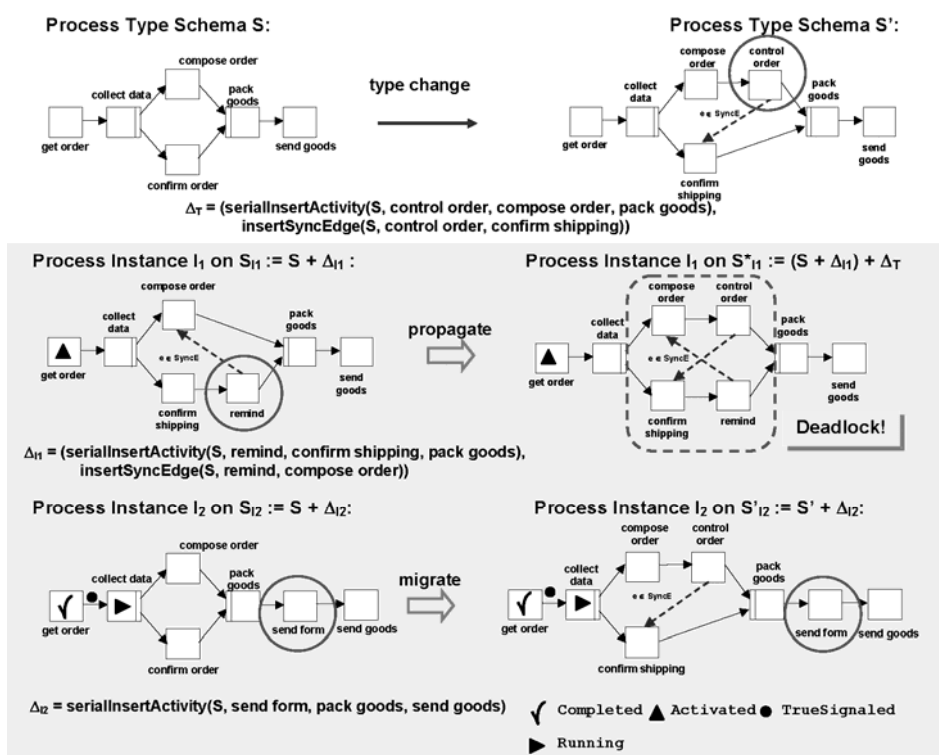 Process Type Schema S:
Process Type Schema S’:
compose order
collect data
pack
goods
get order
send goods
confirm order
type change
compose
order
control
order
collect
data
pack
goods
e ∈ SyncE
get order
send
goods
confirm
shipping
ΔT = (serialInsertActivity(S, control order, compose order, pack goods),
insertSyncEdge(S, control order, confirm shipping))
Process Instance I1 on SI1 := S + ΔI1 :
Process Instance I1 on S*I1 := (S + ΔI1) + ΔT
compose order
collect
data
pack
goods
e ∈ SyncE
get order
send
goods
confirm
shipping
remind
propagate
compose
order
control
order
collect
data
pack
goods
e ∈ SyncE
get order
send
goods
confirm
shipping
remind
Deadlock!
ΔI1 = (serialInsertActivity(S, remind, confirm shipping, pack goods),
insertSyncEdge(S, remind, compose order))
Process Instance I2 on SI2 := S + ΔI2:
Process Instance I2 on S’I2 := S’ + ΔI2:
compose order
collect data
pack
goods
get order
send form
send goods
confirm order
migrate
compose
order
control
order
collect
data
pack
goods
e ∈ SyncE
get order
send form
send goods
confirm shipping
ΔI2 = serialInsertActivity(S, send form, pack goods, send goods)
Completed
Activated
TrueSignaled
Running